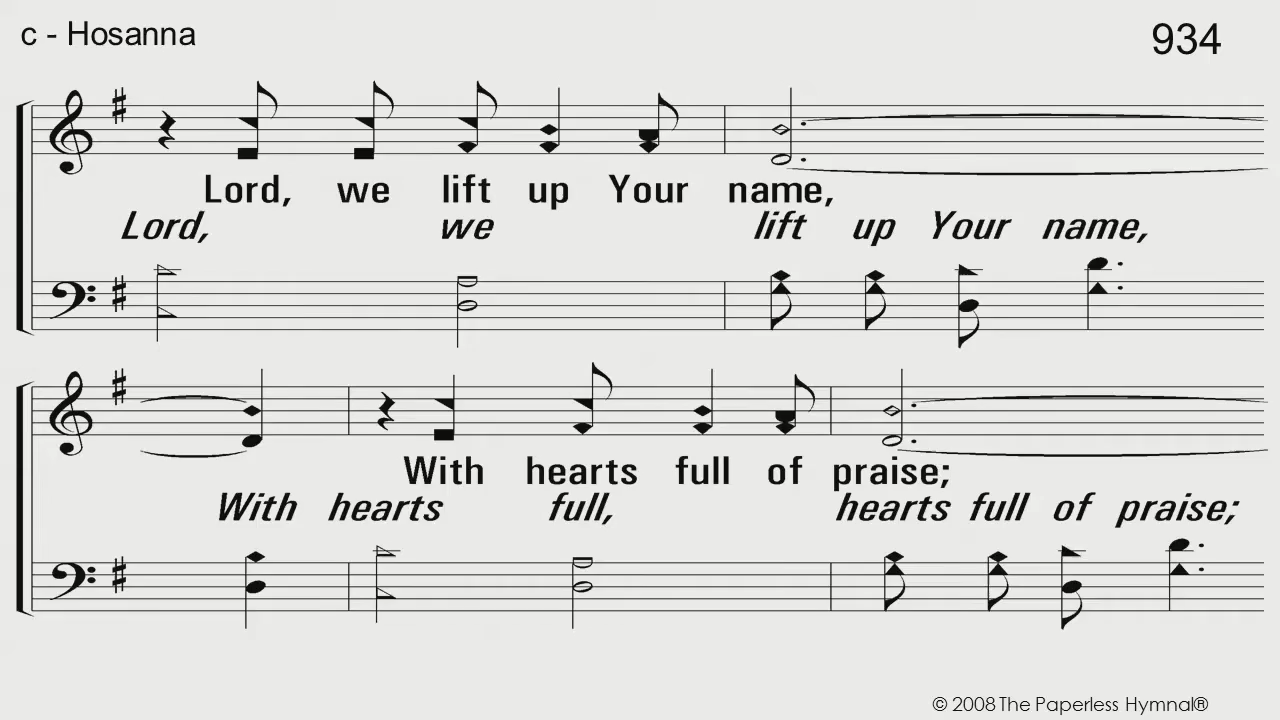 c - Hosanna
934
Lord, we lift up Your name,
Lord, we lift up Your name,
With hearts full of praise;
With hearts full, hearts full of praise;
© 2008 The Paperless Hymnal®